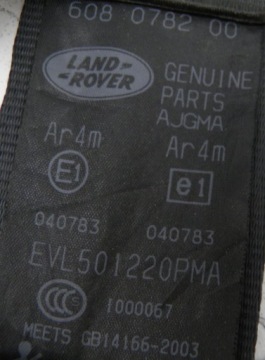 608 0782 00
LAND-
-ROVER
GENUINE
PARTS
AJGMA
Ar4m Ar4m
E1 e1
040783 040783
EVL501220PMA
CCC 1000067
MEETS GB14166-2003